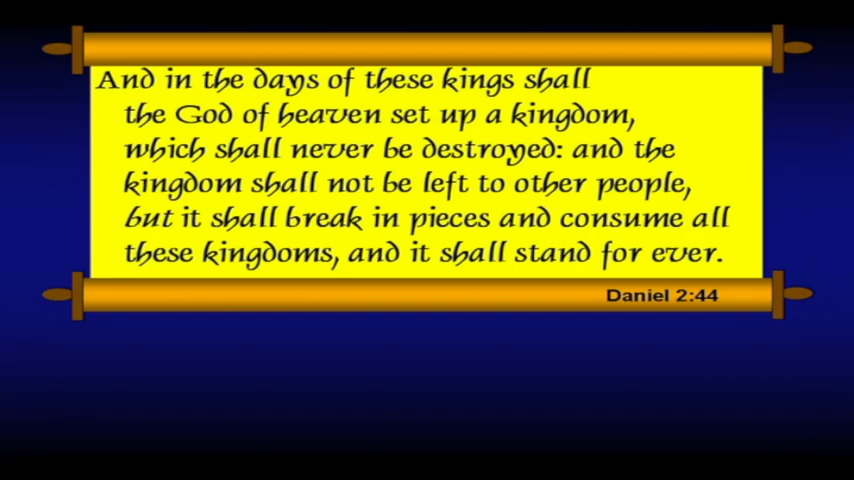 And in the days of these kings shall
the God of heaven set up a kingdom,
which shall never be destroyed: and the
kingdom shall not be left to other people,
but it shall break in pieces and consume all
these kingdoms, and it shall stand for ever.
Daniel 2:44